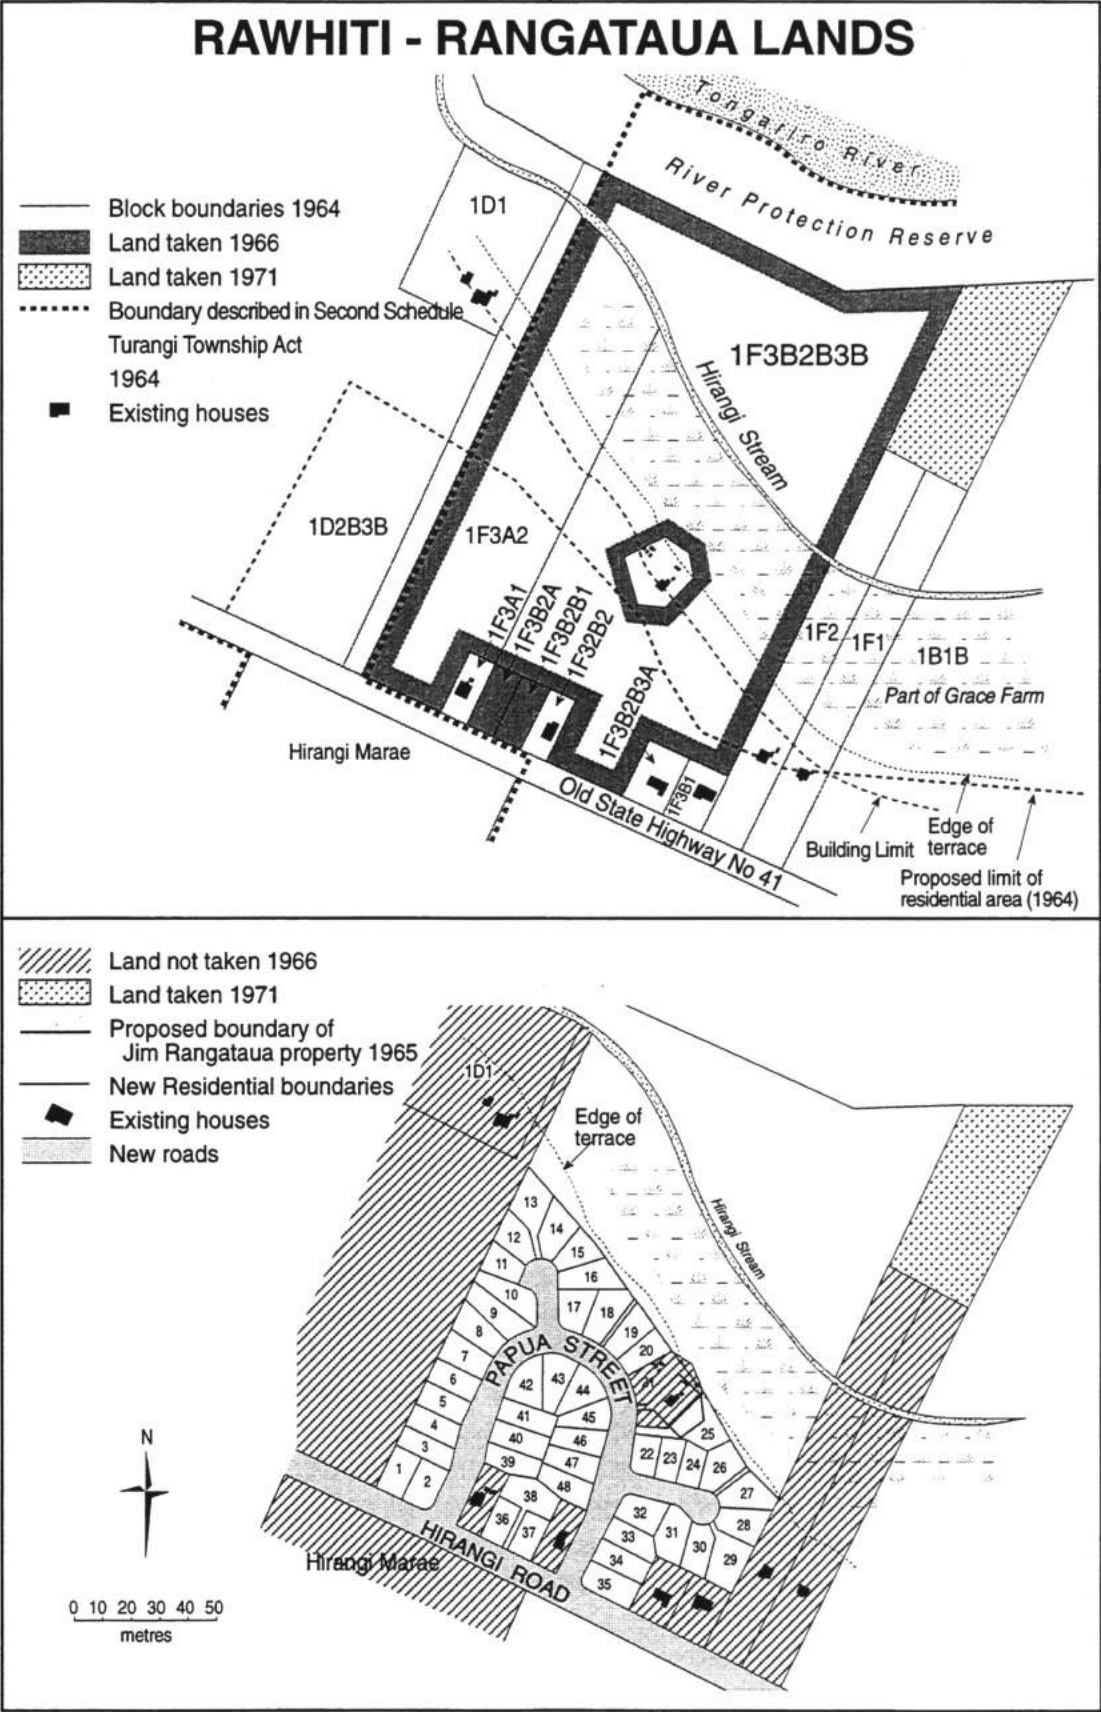 RAWHITI - RANGATAUA LANDS
Tongariro River
River Protection Reserve
Block boundaries 1964
Land taken 1966
Land taken 1971
Boundary described in Second Schedule
Turangi Township Act
1964
Existing houses
1D1
1F3B2B3B
Hirangi Stream
1D2B3B
1F3A2
1F3A1
1F3B2A
1F3B2B1
1F32B2
1F3B2B3A
1F3B1
1F2
1F1
1B1B
Part of Grace Farm
Hirangi Marae
Old State Highway No 41
Building Limit
Edge of
terrace
Proposed limit of
residential area (1964)
Land not taken 1966
Land taken 1971
Proposed boundary of
Jim Rangataua property 1965
New Residential boundaries
Existing houses
New roads
1D1
Edge of
terrace
Hirangi Stream
13
14
12
15
11
16
10
17
18
9
19
8
20
7
21
6
5
4
3
1
2
PAPUA STREET
42
43
44
41
45
40
46
39
47
48
38
36
37
22
23
24
25
26
27
28
29
30
31
32
33
34
35
HIRANGI ROAD
Hirangi Marae
N
0 10 20 30 40 50
metres